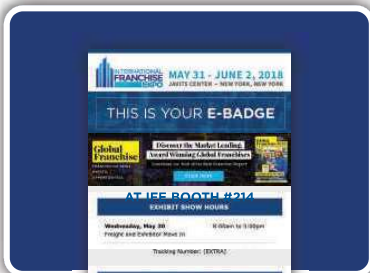 INTERNATIONAL
FRANCHISE
EXPO
MAY 31 - JUNE 2, 2018
JAVITS CENTER – NEW YORK, NEW YORK
THIS IS YOUR E-BADGE
Global
Franchise
Discover the Market Leading,
Award Winning Global Franchises
AT IFE BOOTH #214
EXHIBIT SHOW HOURS
Wednesday, May 30
8:00am to 5:00pm
Freight and Exhibitor Move In
Tracking Number: [EXTRA]